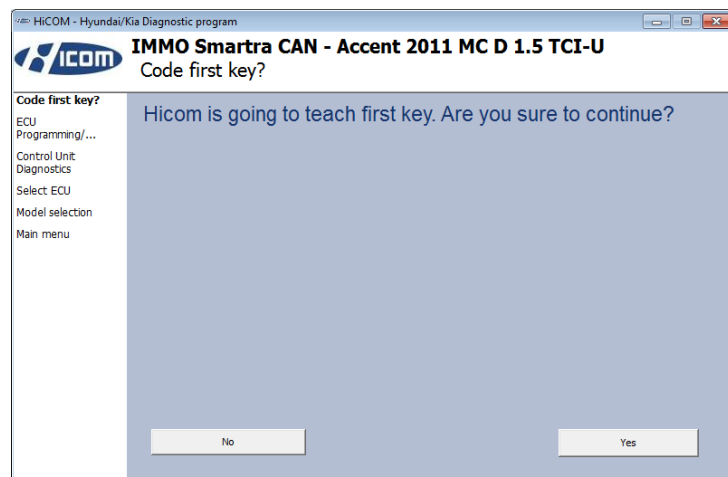 HiCOM - Hyundai/Kia Diagnostic program
HICOM
IMMO Smartra CAN - Accent 2011 MC D 1.5 TCI-U
Code first key?
Code first key?
ECU
Programming/...
Control Unit
Diagnostics
Select ECU
Model selection
Main menu
Hicom is going to teach first key. Are you sure to continue?
No
Yes